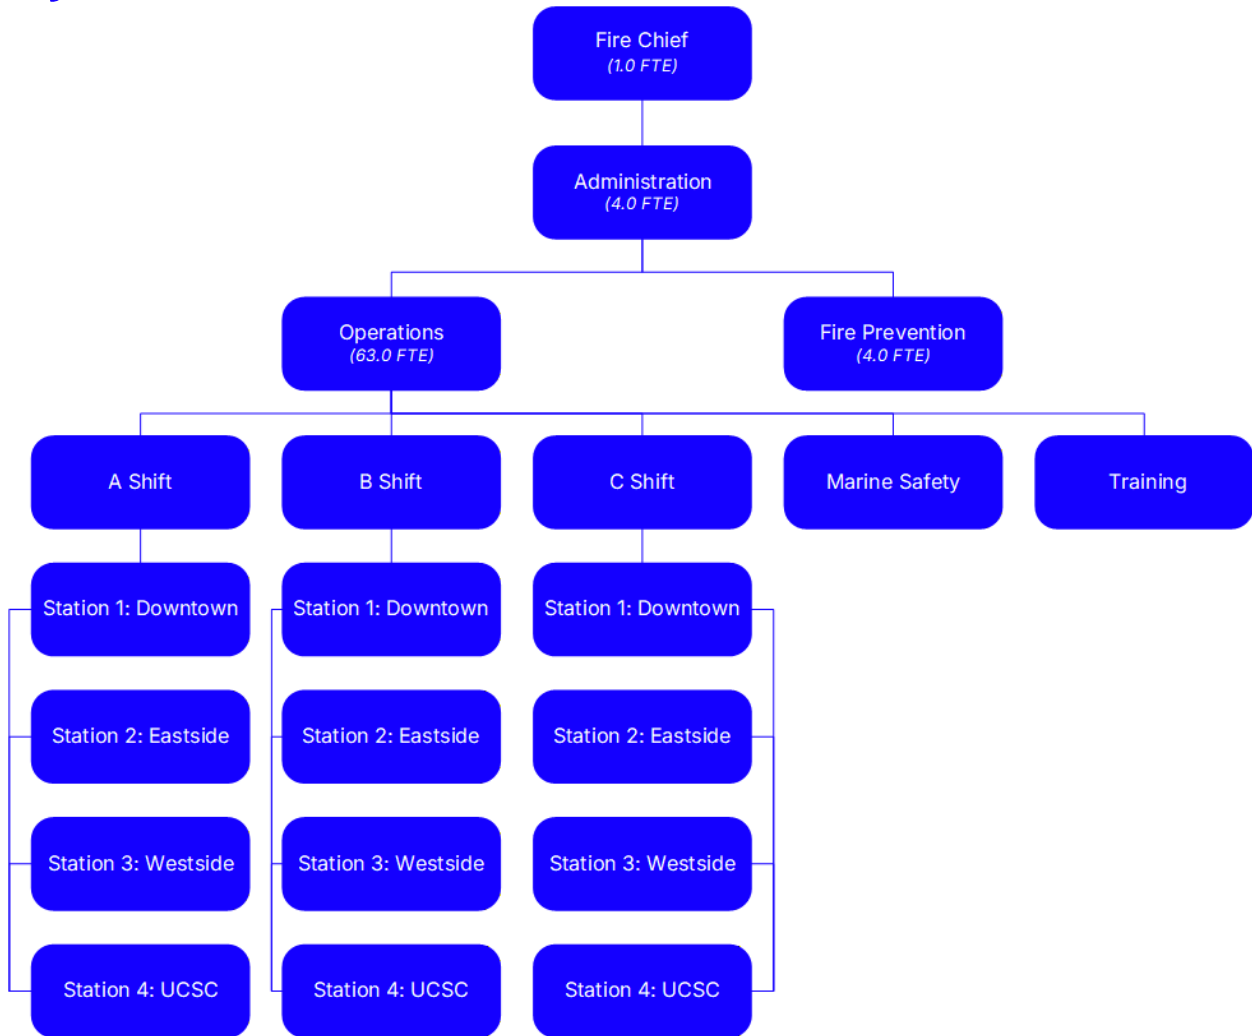 Fire Chief
(1.0 FTE)
Administration
(4.0 FTE)
Operations
(63.0 FTE)
Fire Prevention
(4.0 FTE)
A Shift
B Shift
C Shift
Marine Safety
Training
Station 1: Downtown
Station 1: Downtown
Station 1: Downtown
Station 2: Eastside
Station 2: Eastside
Station 2: Eastside
Station 3: Westside
Station 3: Westside
Station 3: Westside
Station 4: UCSC
Station 4: UCSC
Station 4: UCSC